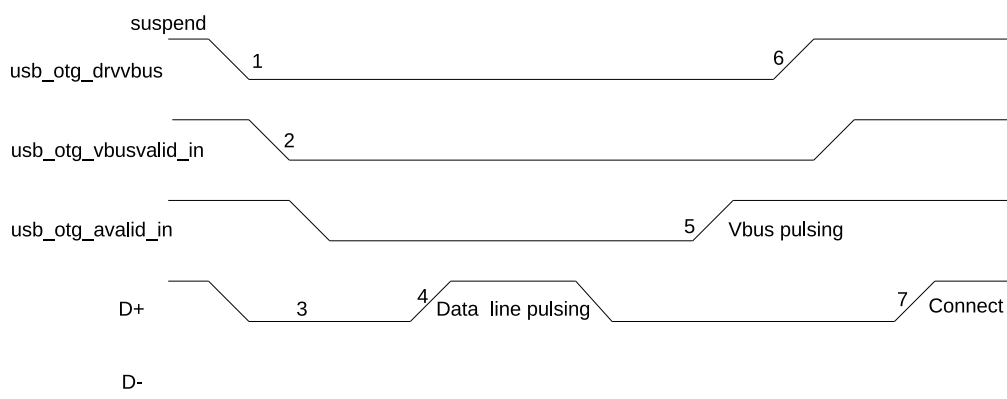 suspend
usb_otg_drvvbus
1
6
usb_otg_vbusvalid_in
2
usb_otg_avalid_in
5
Vbus pulsing
D+
3
4
Data line pulsing
7
Connect
D-